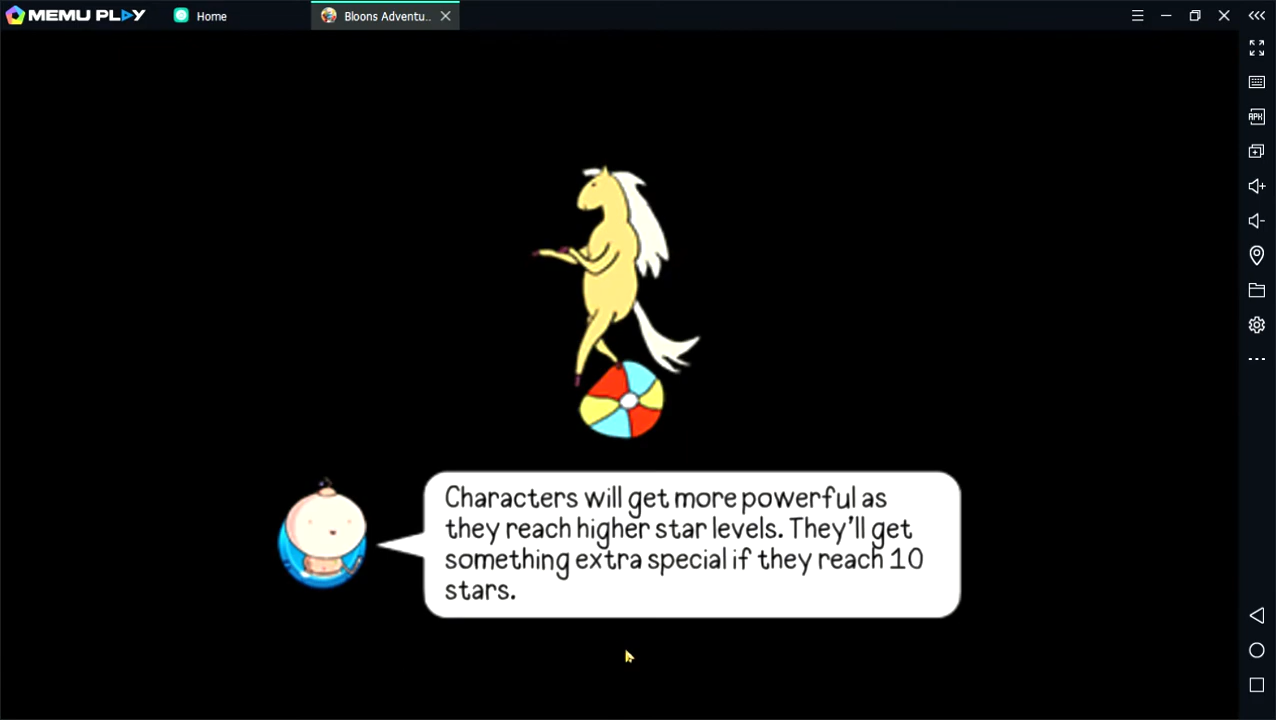 MEMU PLAY
Home
Bloons Adventu..
APK
Characters will get more powerful as
they reach higher star levels. They'll get
something extra special if they reach 10
stars.